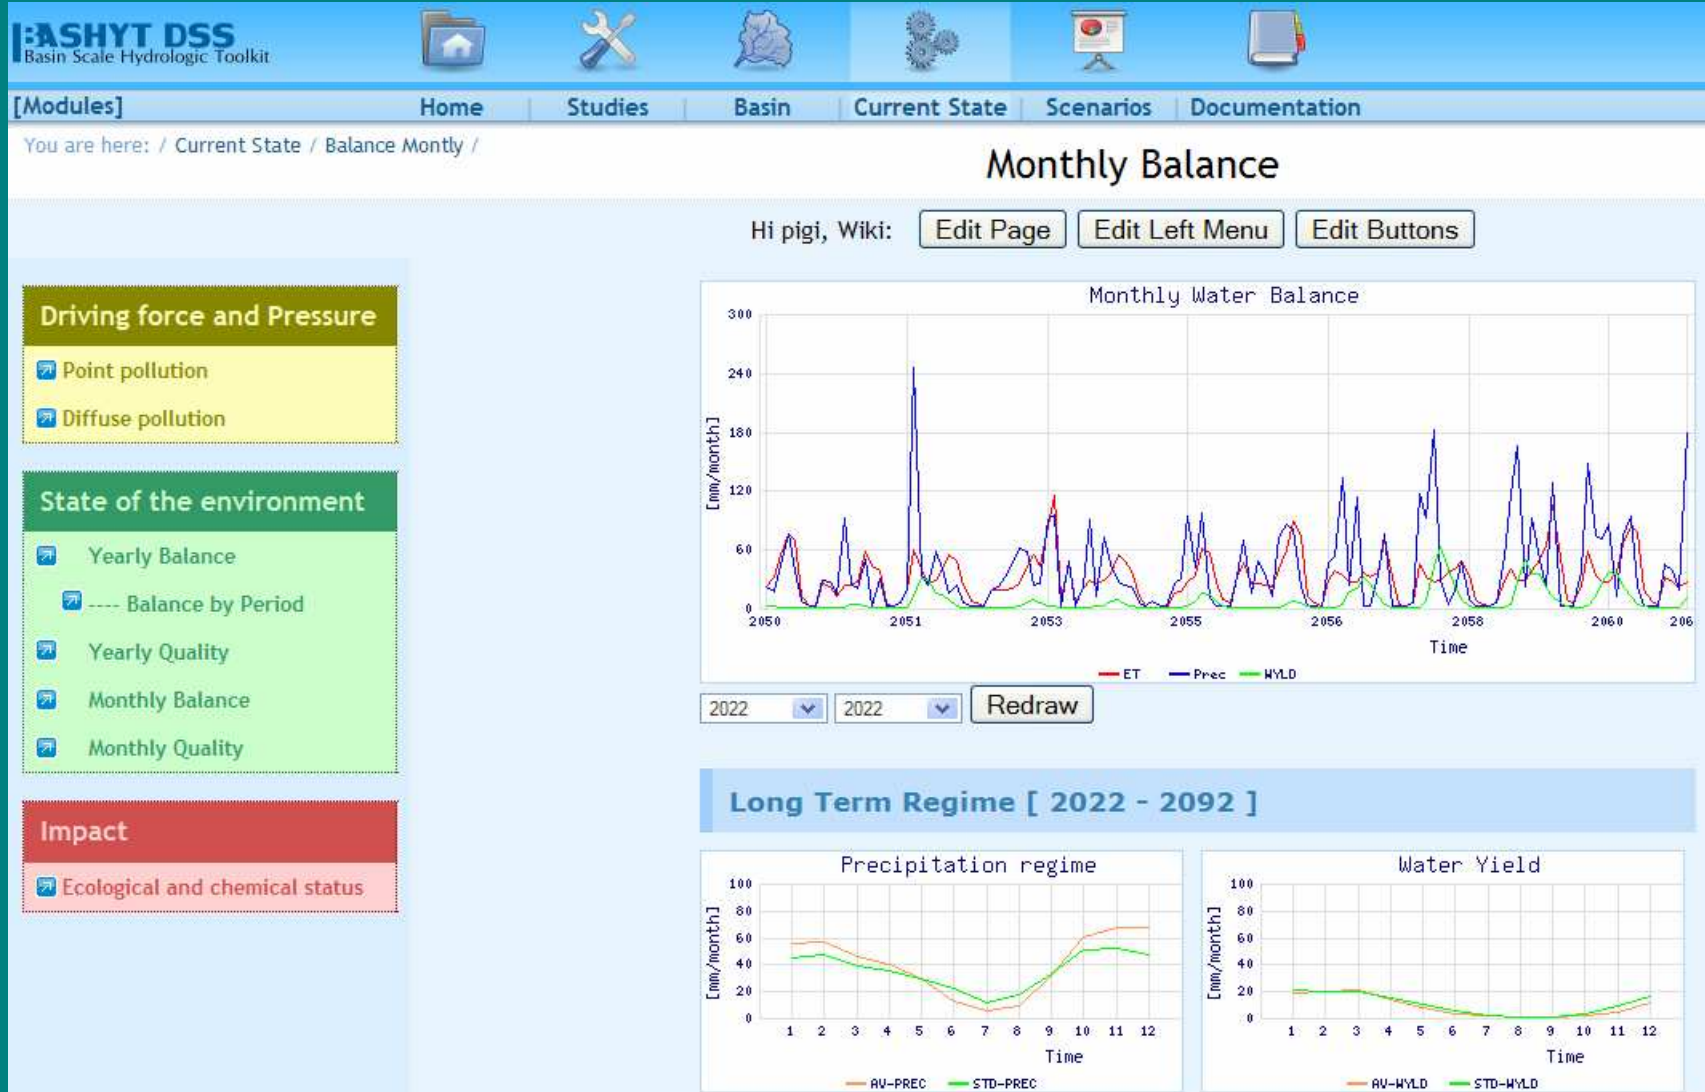 BASHYT DSS
Basin Scale Hydrologic Toolkit
[Modules] Home Studies Basin Current State Scenarios Documentation
You are here: / Current State / Balance Montly /
Monthly Balance
Hi pigi, Wiki: Edit Page Edit Left Menu Edit Buttons
Driving force and Pressure
Point pollution
Diffuse pollution
State of the environment
Yearly Balance
---- Balance by Period
Yearly Quality
Monthly Balance
Monthly Quality
Impact
Ecological and chemical status
Monthly Water Balance
[mm/month]
300
240
180
120
60
0
2050 2051 2053 2055 2056 2058 2060 206
Time
ET Prec WYLD
2022 2022 Redraw
Long Term Regime [ 2022 - 2092 ]
Precipitation regime
[mm/month]
100
80
60
40
20
0
1 2 3 4 5 6 7 8 9 10 11 12
Time
AV-PREC STD-PREC
Water Yield
[mm/month]
100
80
60
40
20
0
1 2 3 4 5 6 7 8 9 10 11 12
Time
AV-WYLD STD-WYLD